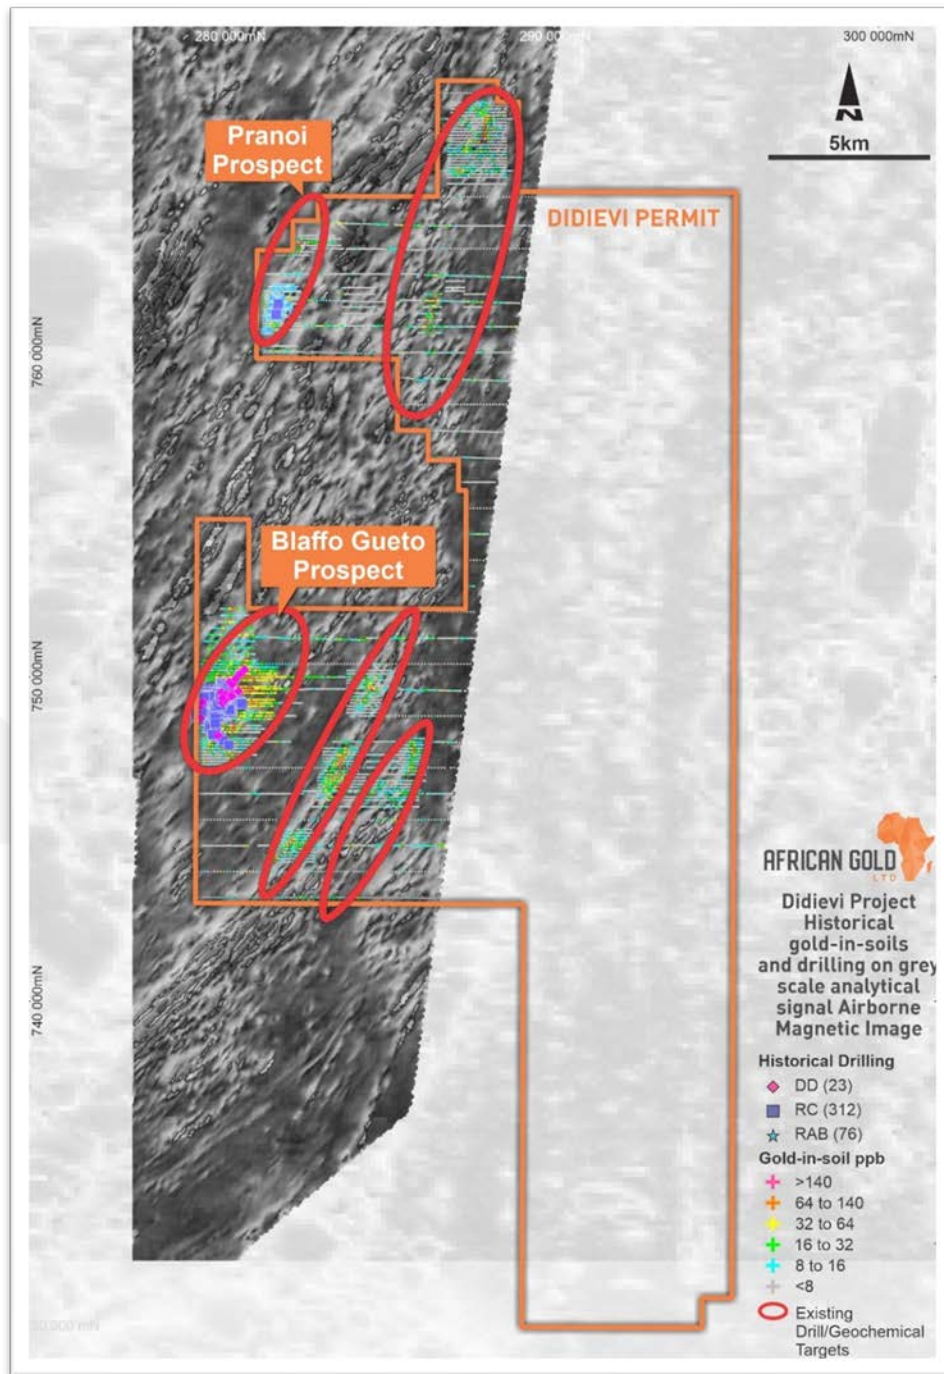 280 000mN
290 000mN
300 000mN
N
5km
Pranoi
Prospect
DIDIEVI PERMIT
760 000mN
Blaffo Gueto
Prospect
750 000mN
740 000mN
AFRICAN GOLD
LTD
Didievi Project
Historical
gold-in-soils
and drilling on grey
scale analytical
signal Airborne
Magnetic Image
Historical Drilling
DD (23)
RC (312)
RAB (76)
Gold-in-soil ppb
>140
64 to 140
32 to 64
16 to 32
8 to 16
<8
Existing
Drill/Geochemical
Targets